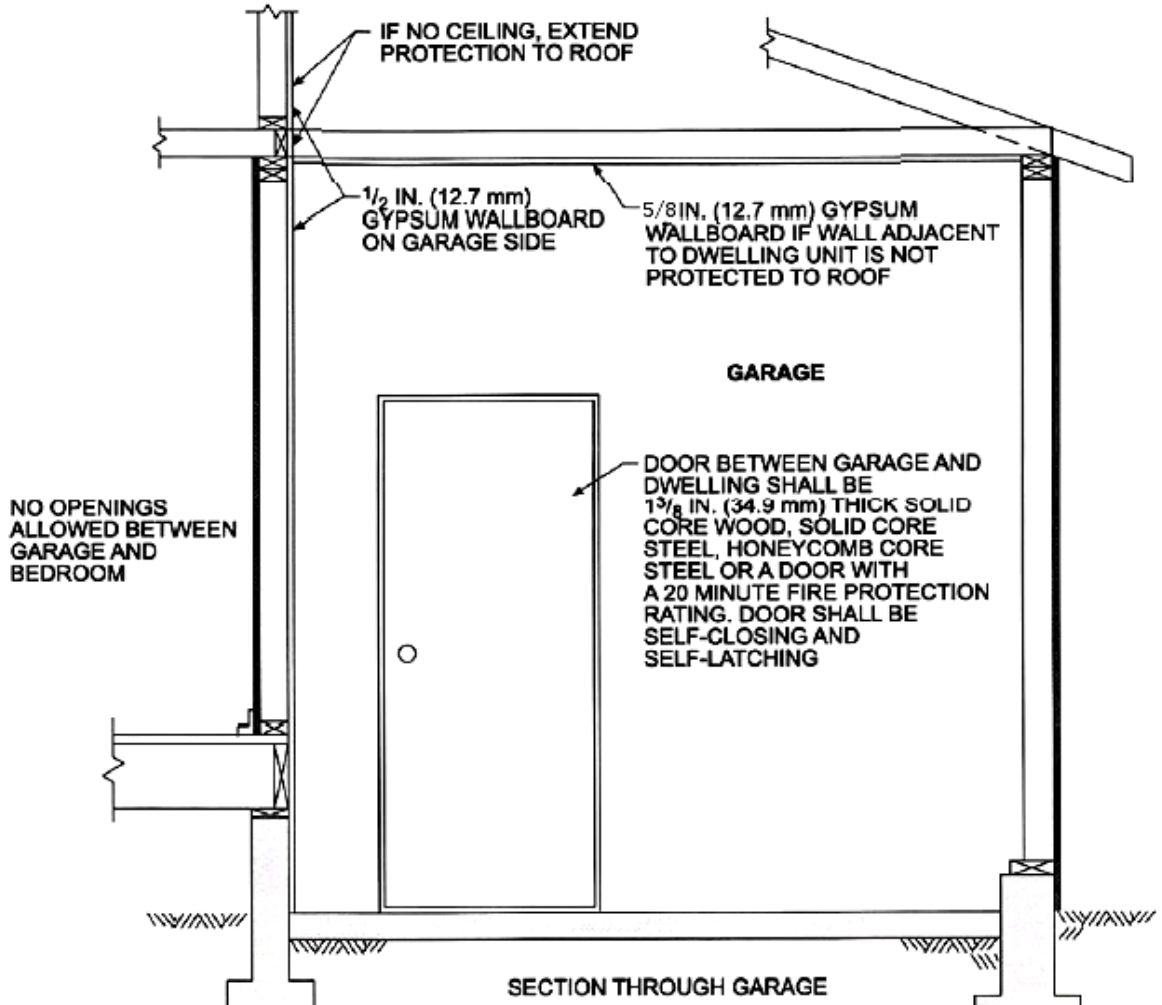 IF NO CEILING, EXTEND
PROTECTION TO ROOF
1/2 IN. (12.7 mm)
GYPSUM WALLBOARD
ON GARAGE SIDE
5/8 IN. (12.7 mm) GYPSUM
WALLBOARD IF WALL ADJACENT
TO DWELLING UNIT IS NOT
PROTECTED TO ROOF
GARAGE
DOOR BETWEEN GARAGE AND
DWELLING SHALL BE
1 3/8 IN. (34.9 mm) THICK SOLID
CORE WOOD, SOLID CORE
STEEL, HONEYCOMB CORE
STEEL OR A DOOR WITH
A 20 MINUTE FIRE PROTECTION
RATING. DOOR SHALL BE
SELF-CLOSING AND
SELF-LATCHING
NO OPENINGS
ALLOWED BETWEEN
GARAGE AND
BEDROOM
SECTION THROUGH GARAGE